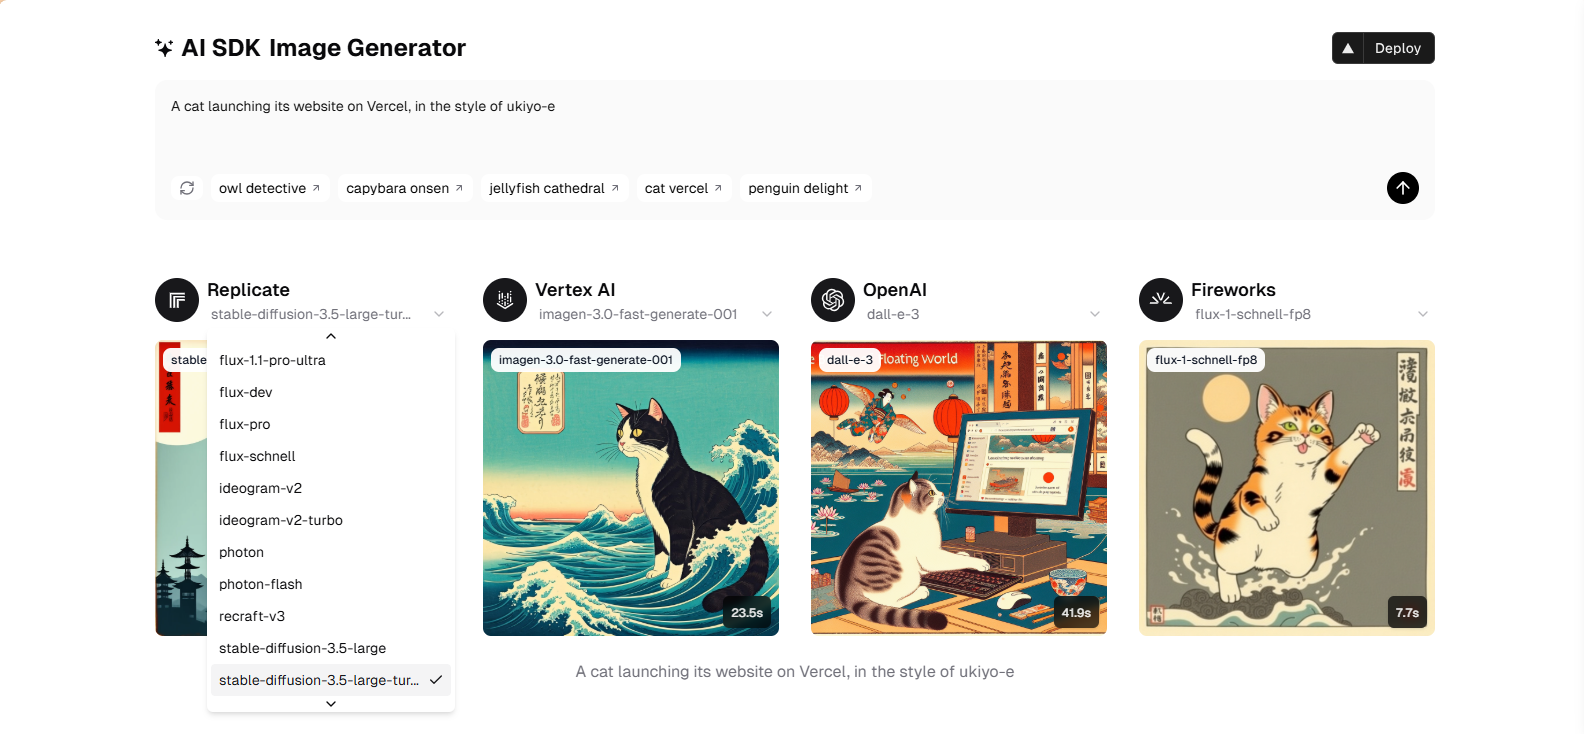 AI SDK Image Generator
Deploy
A cat launching its website on Vercel, in the style of ukiyo-e
owl detective
capybara onsen
jellyfish cathedral
cat vercel
penguin delight
Replicate
stable-diffusion-3.5-large-tur...
Vertex AI
imagen-3.0-fast-generate-001
OpenAI
dall-e-3
Fireworks
flux-1-schnell-fp8
stable
flux-1.1-pro-ultra
flux-dev
flux-pro
flux-schnell
ideogram-v2
ideogram-v2-turbo
photon
photon-flash
recraft-v3
stable-diffusion-3.5-large
stable-diffusion-3.5-large-tur...
imagen-3.0-fast-generate-001
23.5s
dall-e-3
Floating World
41.9s
flux-1-schnell-fp8
7.7s
A cat launching its website on Vercel, in the style of ukiyo-e